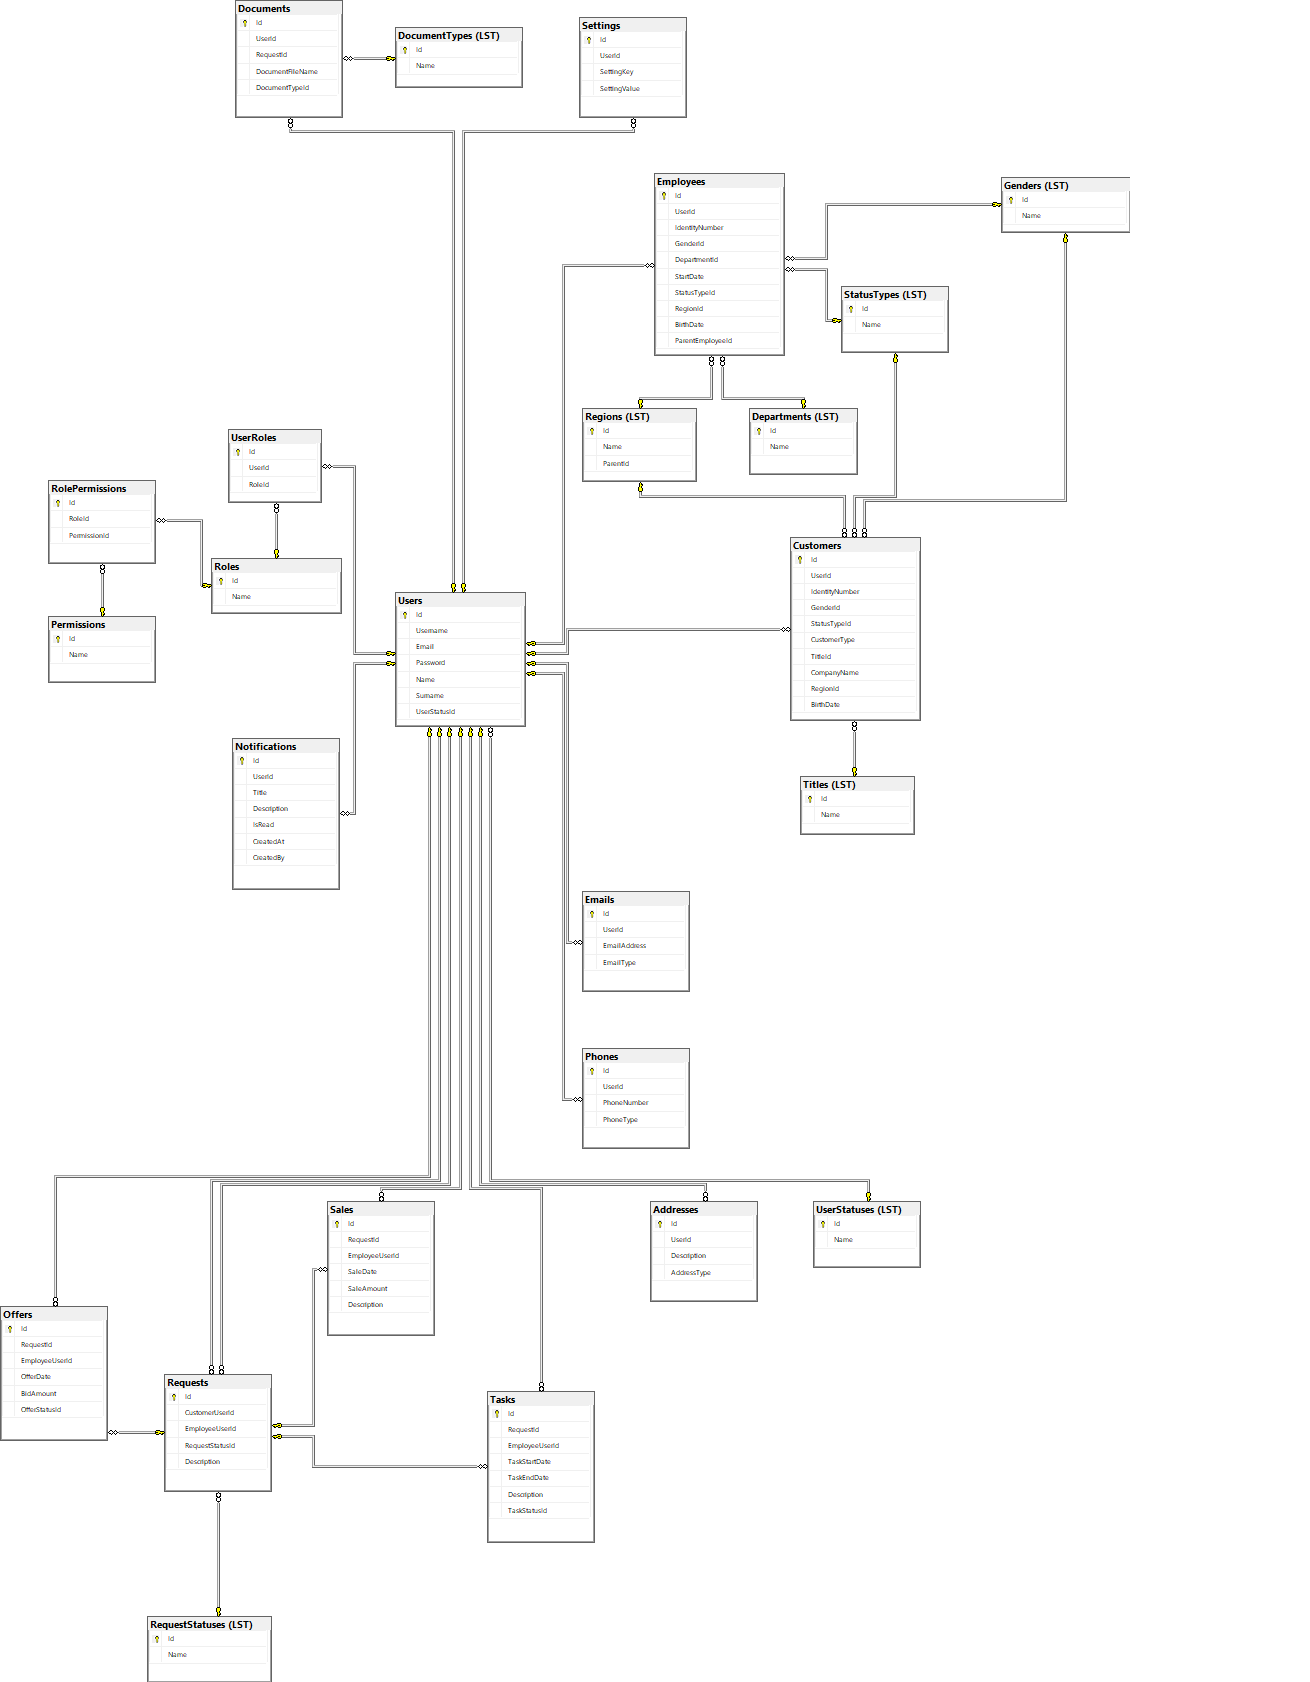 Documents
Id
UserId
RequestId
DocumentFileName
DocumentTypeId
DocumentTypes (LST)
Id
Name
Settings
Id
UserId
SettingKey
SettingValue
Employees
Id
UserId
IdentityNumber
GenderId
DepartmentId
StartDate
StatusTypeId
RegionId
BirthDate
ParentEmployeeId
Genders (LST)
Id
Name
StatusTypes (LST)
Id
Name
Regions (LST)
Id
Name
ParentId
Departments (LST)
Id
Name
UserRoles
Id
UserId
RoleId
RolePermissions
Id
RoleId
PermissionId
Roles
Id
Name
Permissions
Id
Name
Users
Id
Username
Email
Password
Name
Surname
UserStatusId
Customers
Id
UserId
IdentityNumber
GenderId
StatusTypeId
CustomerType
TitleId
CompanyName
RegionId
BirthDate
Notifications
Id
UserId
Title
Description
IsRead
CreatedAt
CreatedBy
Titles (LST)
Id
Name
Emails
Id
UserId
EmailAddress
EmailType
Phones
Id
UserId
PhoneNumber
PhoneType
Sales
Id
RequestId
EmployeeUserId
SaleDate
SaleAmount
Description
Addresses
Id
UserId
Description
AddressType
UserStatuses (LST)
Id
Name
Offers
Id
RequestId
EmployeeUserId
OfferDate
BidAmount
OfferStatusId
Requests
Id
CustomerUserId
EmployeeUserId
RequestStatusId
Description
Tasks
Id
RequestId
EmployeeUserId
TaskStartDate
TaskEndDate
Description
TaskStatusId
RequestStatuses (LST)
Id
Name